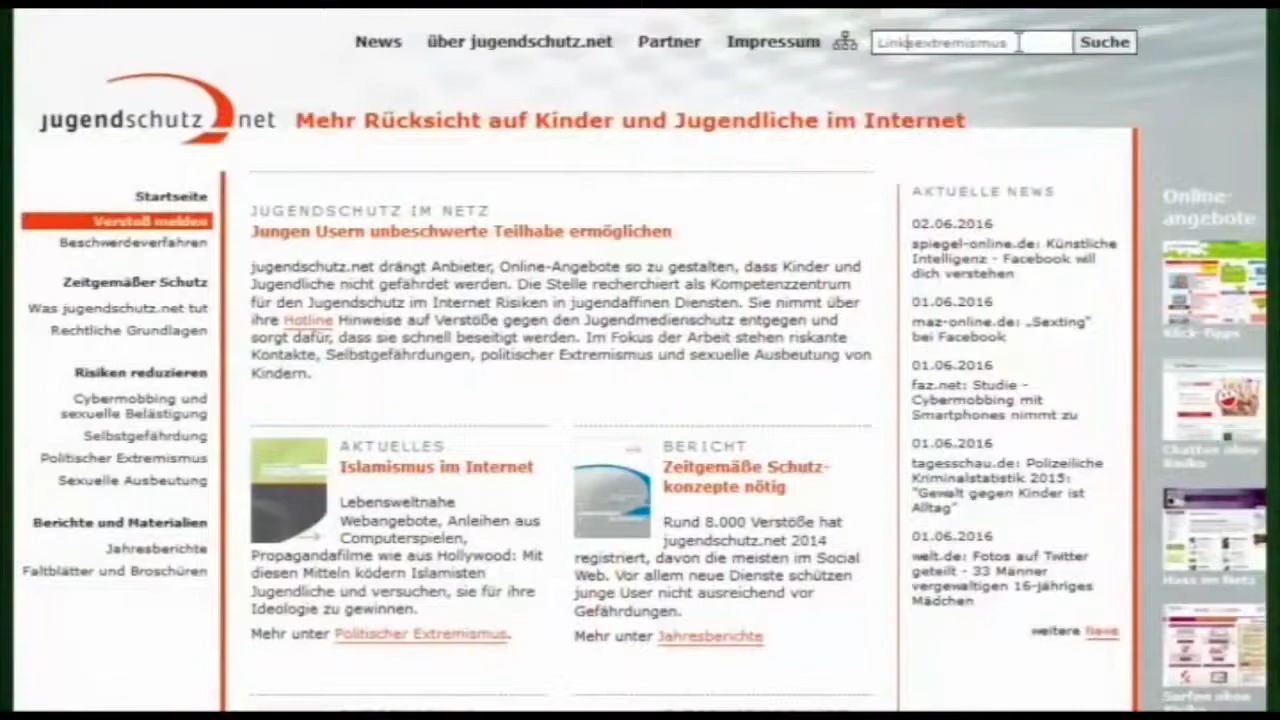 News über jugendschutz.net Partner Impressum Linksextremismus Suche
jugendschutz net Mehr Rücksicht auf Kinder und Jugendliche im Internet
Startseite
Verstoß melden
Beschwerdeverfahren
Zeitgemäßer Schutz
Was jugendschutz.net tut
Rechtliche Grundlagen
Risiken reduzieren
Cybermobbing und
sexuelle Belästigung
Selbstgefährdung
Politischer Extremismus
Sexuelle Ausbeutung
Berichte und Materialien
Jahresberichte
Faltblätter und Broschüren
JUGENDSCHUTZ IM NETZ
Jungen Usern unbeschwerte Teilhabe ermöglichen
jugendschutz.net drängt Anbieter, Online-Angebote so zu gestalten, dass Kinder und
Jugendliche nicht gefährdet werden. Die Stelle recherchiert als Kompetenzzentrum
für den Jugendschutz im Internet Risiken in jugendaffinen Diensten. Sie nimmt über
ihre Hotline Hinweise auf Verstöße gegen den Jugendmedienschutz entgegen und
sorgt dafür, dass sie schnell beseitigt werden. Im Fokus der Arbeit stehen riskante
Kontakte, Selbstgefährdungen, politischer Extremismus und sexuelle Ausbeutung von
Kindern.
AKTUELLES
Islamismus im Internet
Lebensweltnahe
Webangebote, Anleihen aus
Computerspielen,
Propagandafilme wie aus Hollywood: Mit
diesen Mitteln ködern Islamisten
Jugendliche und versuchen, sie für ihre
Ideologie zu gewinnen.
Mehr unter Politischer Extremismus.
BERICHT
Zeitgemäße Schutz-
konzepte nötig
Rund 8.000 Verstöße hat
jugendschutz.net 2014
registriert, davon die meisten im Social
Web. Vor allem neue Dienste schützen
junge User nicht ausreichend vor
Gefährdungen.
Mehr unter Jahresberichte
AKTUELLE NEWS
02.06.2016
spiegel-online.de: Künstliche
Intelligenz - Facebook will
dich verstehen
01.06.2016
maz-online.de: „Sexting"
bei Facebook
01.06.2016
faz.net: Studie -
Cybermobbing mit
Smartphones nimmt zu
01.06.2016
tagesschau.de: Polizeiliche
Kriminalstatistik 2015:
"Gewalt gegen Kinder ist
Alltag"
01.06.2016
welt.de: Fotos auf Twitter
geteilt - 33 Männer
vergewaltigen 16-jähriges
Mädchen
weitere News
Online-
angebote
Klick-Tipps
Chatten ohne
Risiko
Hass im Netz
Surfen ohne